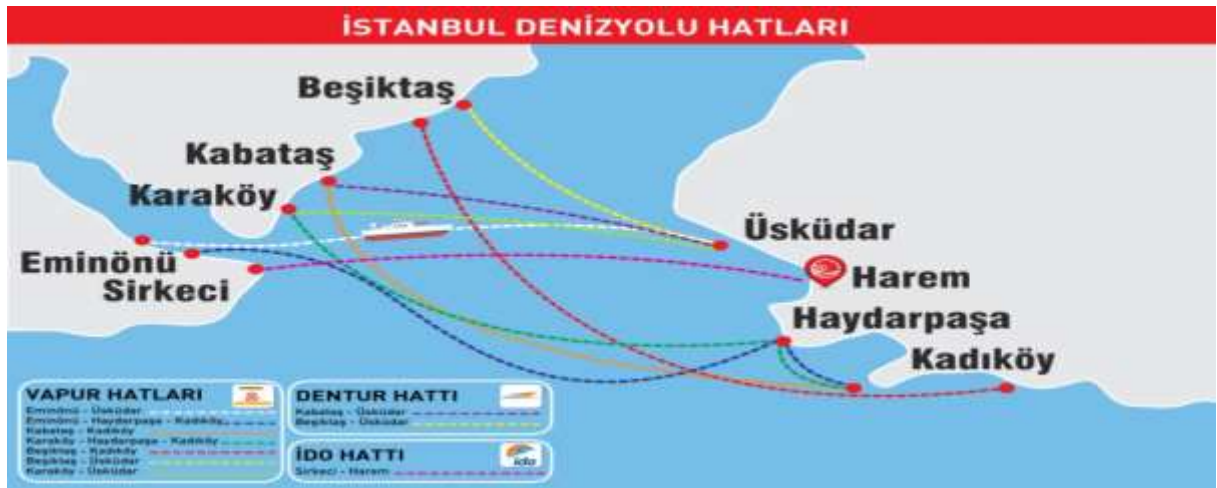 İSTANBUL DENİZYOLU HATLARI
Beşiktaş
Kabataş
Karaköy
Üsküdar
Eminönü
Harem
Sirkeci
Haydarpaşa
Kadıköy
VAPUR HATLARI
Eminönü - Üsküdar
Eminönü - Haydarpaşa - Kadıköy
Kabataş - Kadıköy
Karaköy - Haydarpaşa - Kadıköy
Beşiktaş - Kadıköy
Beşiktaş - Üsküdar
Karaköy - Üsküdar
DENTUR HATTI
Kabataş - Üsküdar
Beşiktaş - Üsküdar
İDO HATTI
ido
Sirkeci - Harem